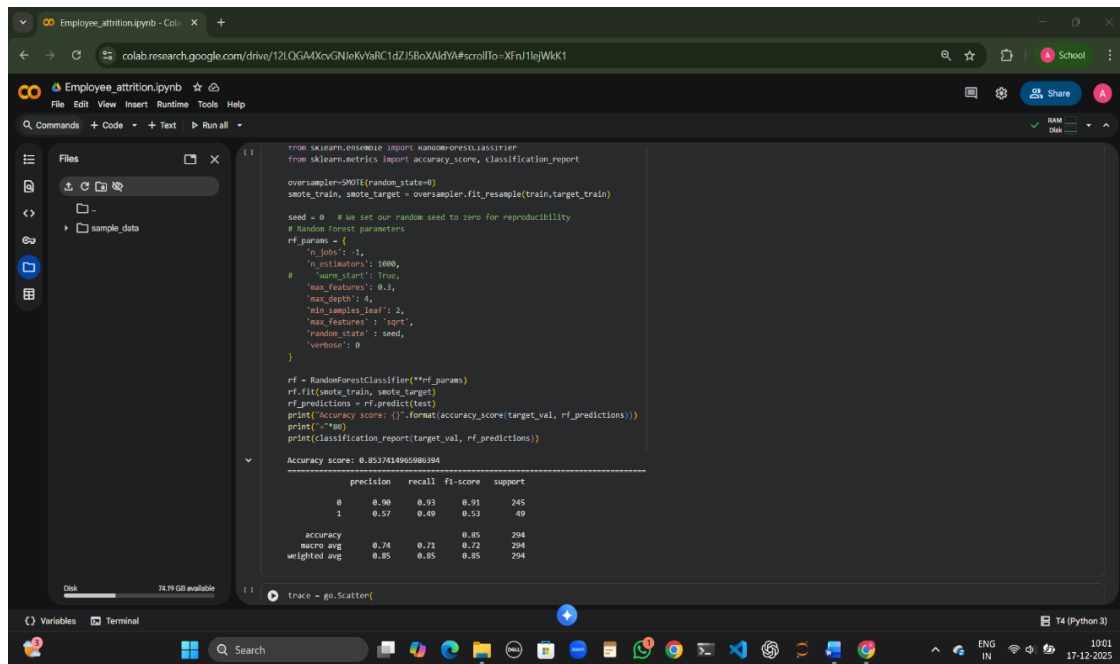 Employee_attrition.ipynb - Cola
colab.research.google.com/drive/12LQGA4XcvGNJeKvYaRC1dZJ5BoXAldYA#scrollTo=XFnJ1lejWkK1
School
Employee_attrition.ipynb
File Edit View Insert Runtime Tools Help
Share
A
Commands + Code + Text Run all
RAM
Disk
Files
..
sample_data
[ ]
from sklearn.ensemble import RandomForestClassifier
from sklearn.metrics import accuracy_score, classification_report
oversampler=SMOTE(random_state=0)
smote_train, smote_target = oversampler.fit_resample(train,target_train)
seed = 0 # We set our random seed to zero for reproducibility
# Random Forest parameters
rf_params = {
'n_jobs': -1,
'n_estimators': 1000,
# 'warm_start': True,
'max_features': 0.3,
'max_depth': 4,
'min_samples_leaf': 2,
'max_features' : 'sqrt',
'random_state' : seed,
'verbose': 0
}
rf = RandomForestClassifier(**rf_params)
rf.fit(smote_train, smote_target)
rf_predictions = rf.predict(test)
print("Accuracy score: {}".format(accuracy_score(target_val, rf_predictions)))
print("="*80)
print(classification_report(target_val, rf_predictions))
Accuracy score: 0.8537414965986394
================================================================================
precision recall f1-score support
0 0.90 0.93 0.91 245
1 0.57 0.49 0.53 49
accuracy 0.85 294
macro avg 0.74 0.71 0.72 294
weighted avg 0.85 0.85 0.85 294
Disk 74.19 GB available
[ ] trace = go.Scatter(
{} Variables Terminal
T4 (Python 3)
3
Search
ENG
IN
10:01
17-12-2025